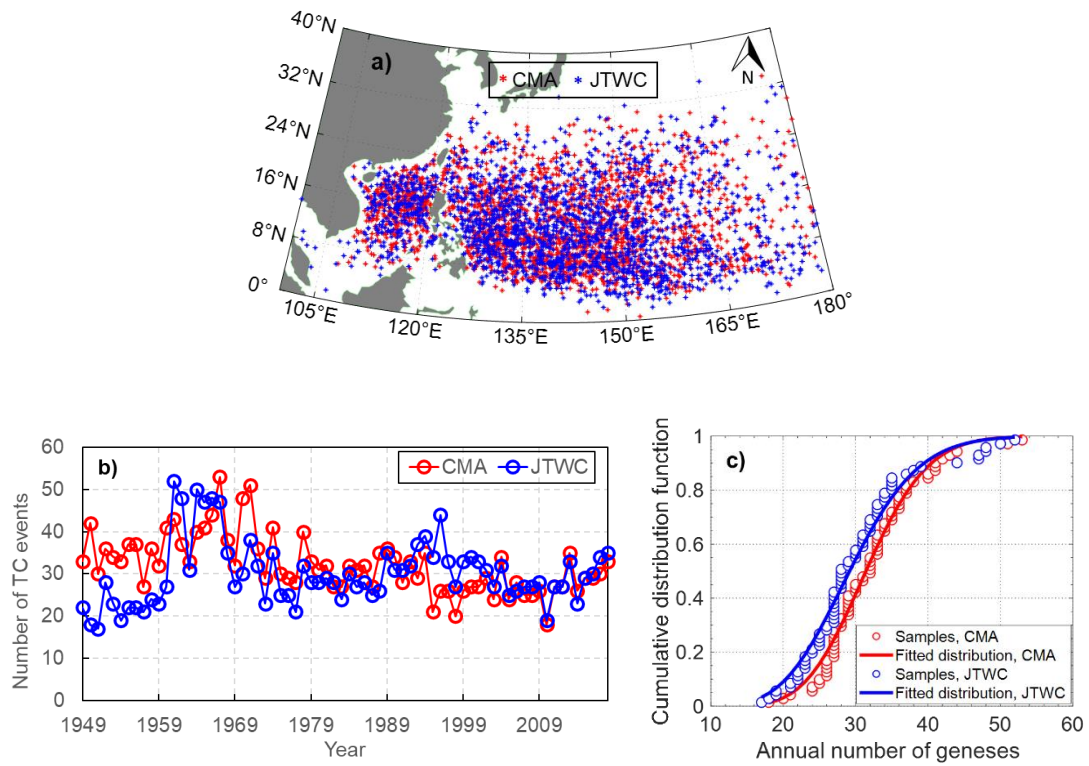 40°N
32°N
24°N
16°N
8°N
0°
a)
CMA JTWC
N
105°E 120°E 135°E 150°E 165°E 180°
Number of TC events
60
50
40
30
20
10
0
b)
CMA JTWC
1949 1959 1969 1979 1989 1999 2009
Year
Cumulative distribution function
1
0.8
0.6
0.4
0.2
0
c)
Samples, CMA
Fitted distribution, CMA
Samples, JTWC
Fitted distribution, JTWC
10 20 30 40 50 60
Annual number of geneses